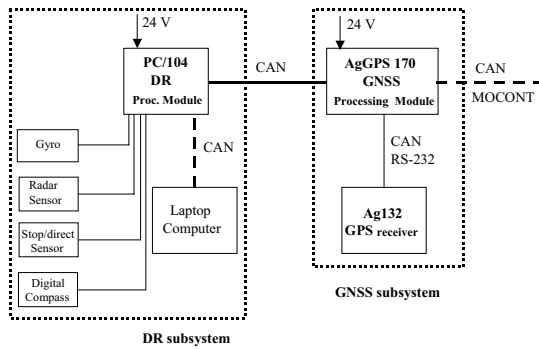 24 V
PC/104
DR
Proc. Module
CAN
24 V
AgGPS 170
GNSS
Processing Module
CAN
MOCONT
Gyro
Radar
Sensor
Stop/direct
Sensor
Digital
Compass
CAN
Laptop
Computer
CAN
RS-232
Ag132
GPS receiver
GNSS subsystem
DR subsystem